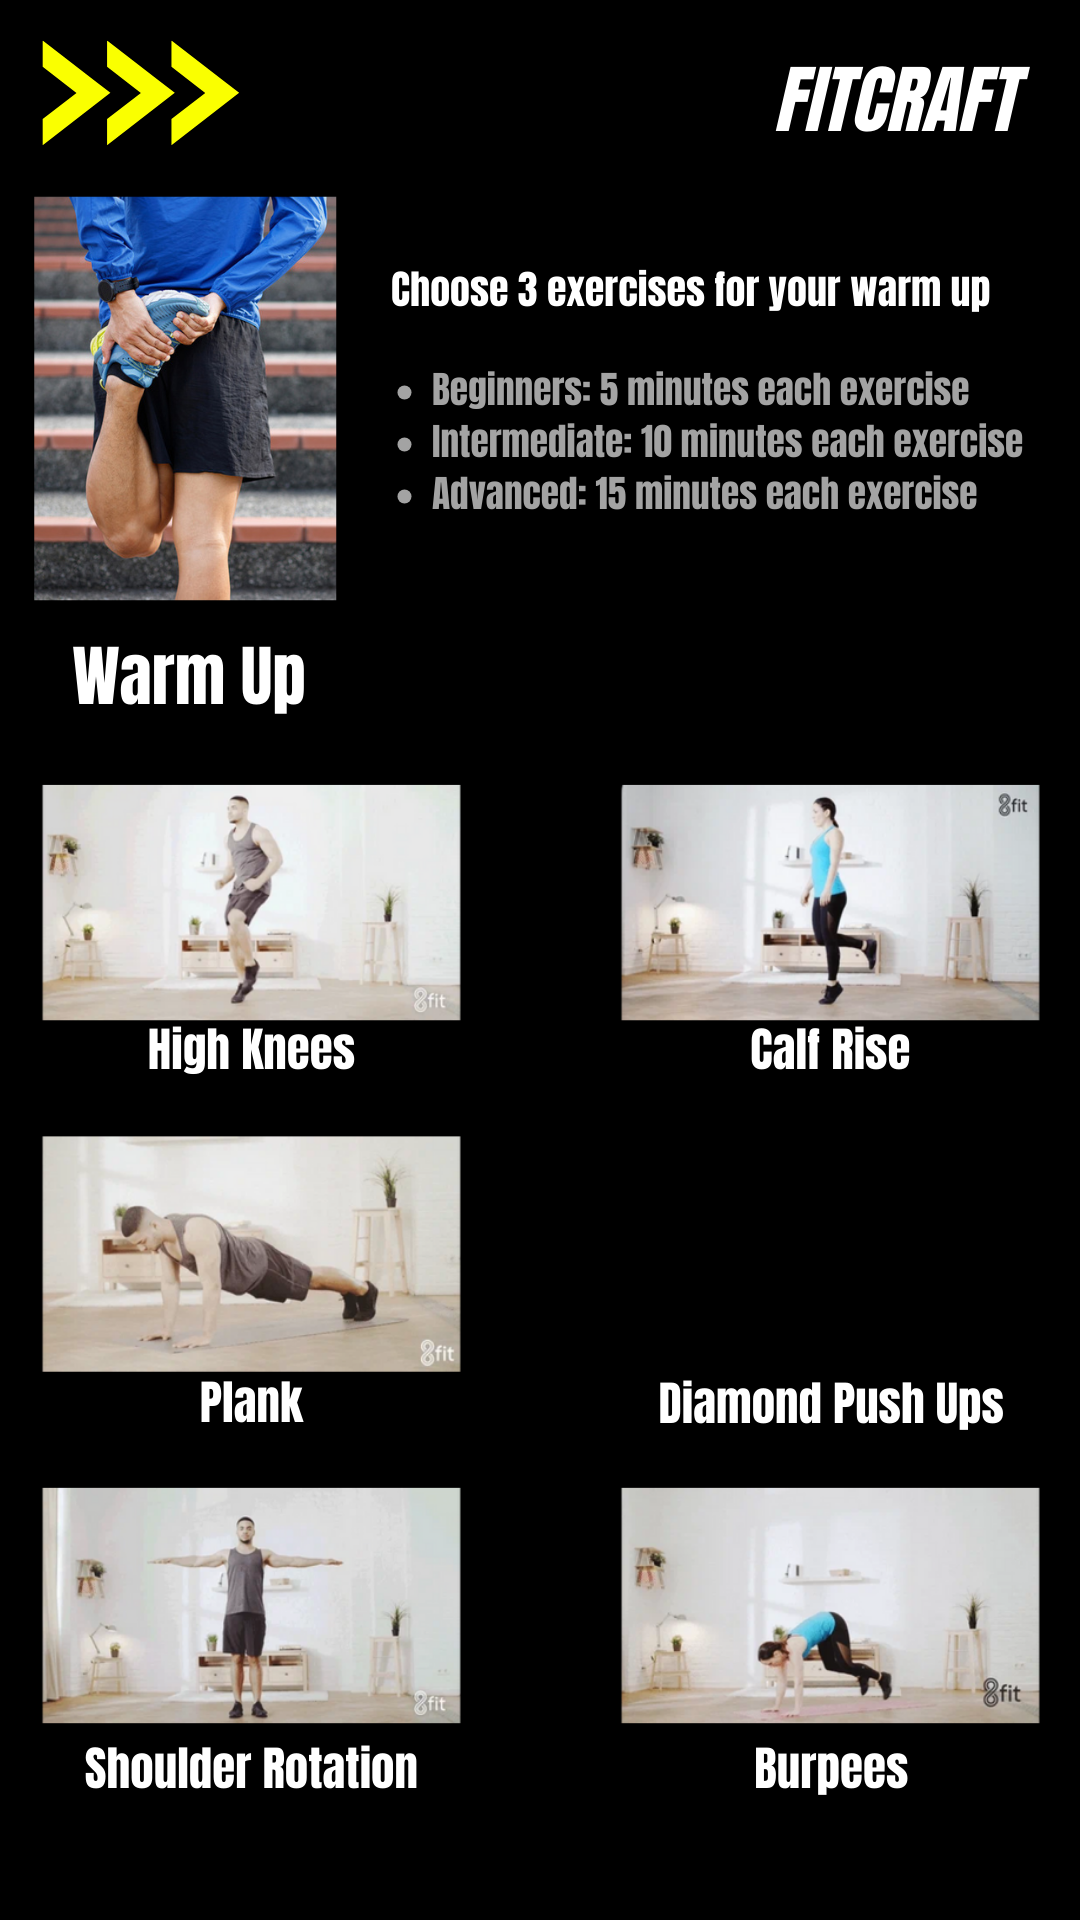 FITCRAFT
Choose 3 exercises for your warm up
• Beginners: 5 minutes each exercise
• Intermediate: 10 minutes each exercise
• Advanced: 15 minutes each exercise
Warm Up
8fit
8fit
High Knees
Calf Rise
8fit
Plank
Diamond Push Ups
8fit
8fit
Shoulder Rotation
Burpees